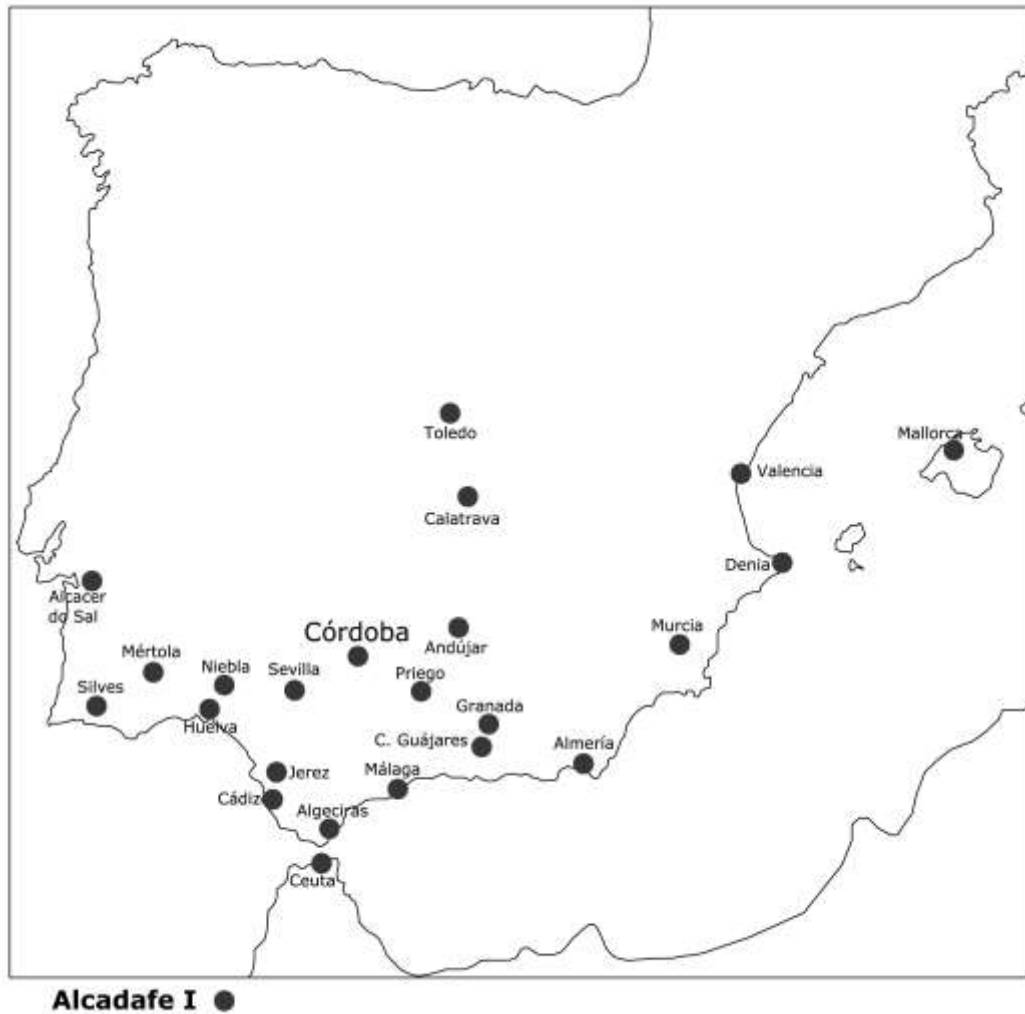 Toledo
Mallorca
Valencia
Calatrava
Denia
Alcacer
do Sal
Córdoba
Andújar
Murcia
Mértola
Niebla
Sevilla
Priego
Silves
Huelva
Granada
C. Guájares
Almería
Jerez
Málaga
Cádiz
Algeciras
Ceuta
Alcadafe I